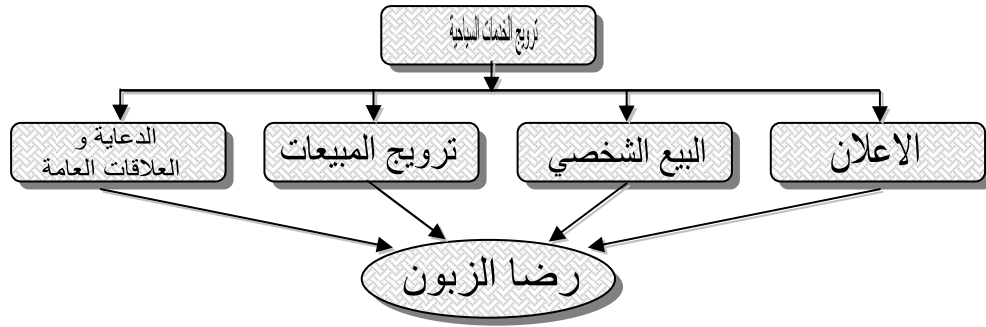 ترويج الخدمات السياحية
الاعلان
البيع الشخصي
ترويج المبيعات
الدعاية و
العلاقات العامة
رضا الزبون